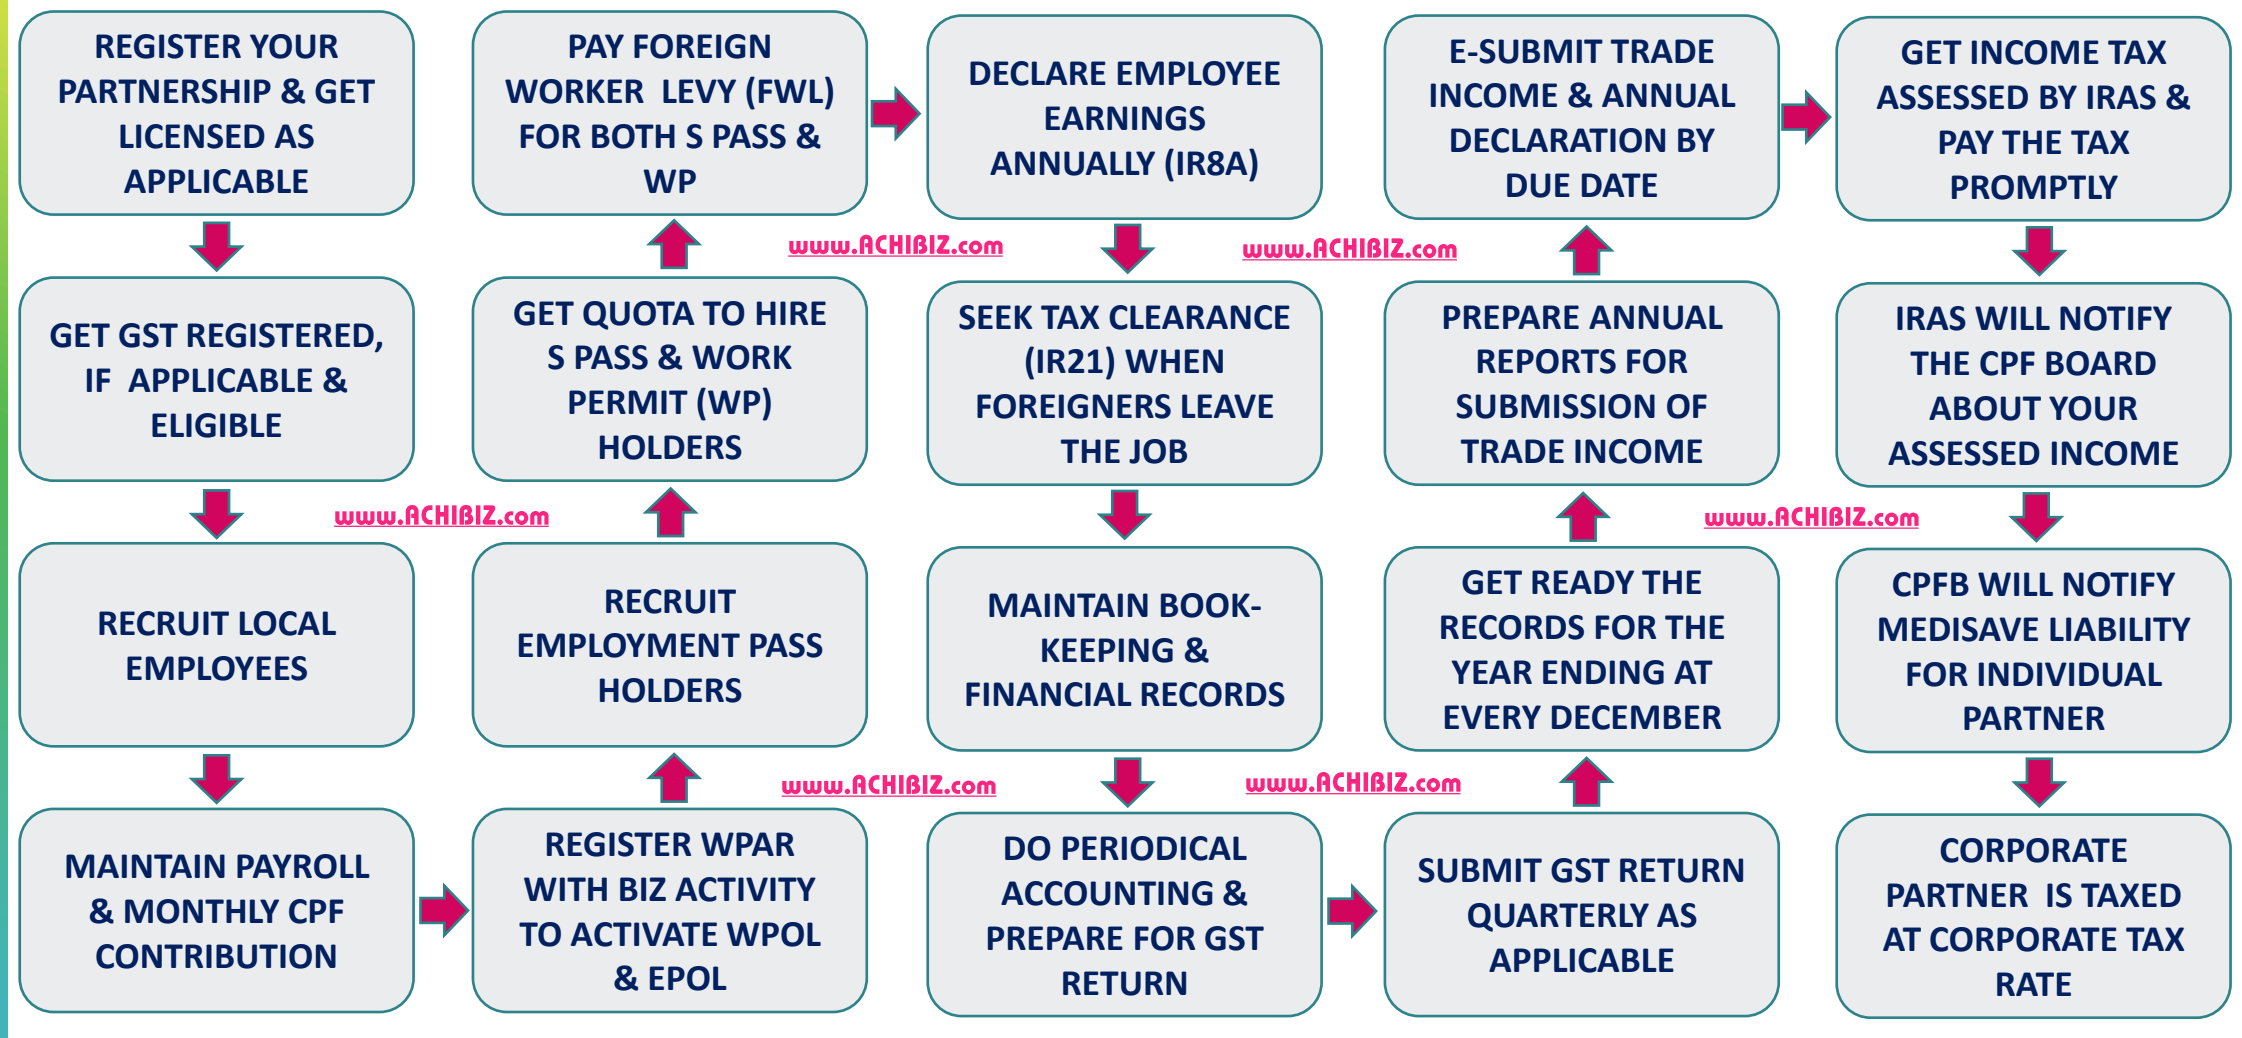 REGISTER YOUR
PARTNERSHIP & GET
LICENSED AS
APPLICABLE
GET GST REGISTERED,
IF APPLICABLE &
ELIGIBLE
RECRUIT LOCAL
EMPLOYEES
MAINTAIN PAYROLL
& MONTHLY CPF
CONTRIBUTION
REGISTER WPAR
WITH BIZ ACTIVITY
TO ACTIVATE WPOL
& EPOL
RECRUIT
EMPLOYMENT PASS
HOLDERS
GET QUOTA TO HIRE
S PASS & WORK
PERMIT (WP)
HOLDERS
PAY FOREIGN
WORKER LEVY (FWL)
FOR BOTH S PASS &
WP
DECLARE EMPLOYEE
EARNINGS
ANNUALLY (IR8A)
SEEK TAX CLEARANCE
(IR21) WHEN
FOREIGNERS LEAVE
THE JOB
MAINTAIN BOOK-
KEEPING &
FINANCIAL RECORDS
DO PERIODICAL
ACCOUNTING &
PREPARE FOR GST
RETURN
SUBMIT GST RETURN
QUARTERLY AS
APPLICABLE
GET READY THE
RECORDS FOR THE
YEAR ENDING AT
EVERY DECEMBER
PREPARE ANNUAL
REPORTS FOR
SUBMISSION OF
TRADE INCOME
E-SUBMIT TRADE
INCOME & ANNUAL
DECLARATION BY
DUE DATE
GET INCOME TAX
ASSESSED BY IRAS &
PAY THE TAX
PROMPTLY
IRAS WILL NOTIFY
THE CPF BOARD
ABOUT YOUR
ASSESSED INCOME
CPFB WILL NOTIFY
MEDISAVE LIABILITY
FOR INDIVIDUAL
PARTNER
CORPORATE
PARTNER IS TAXED
AT CORPORATE TAX
RATE
www.ACHIBIZ.com
www.ACHIBIZ.com
www.ACHIBIZ.com
www.ACHIBIZ.com
www.ACHIBIZ.com
www.ACHIBIZ.com